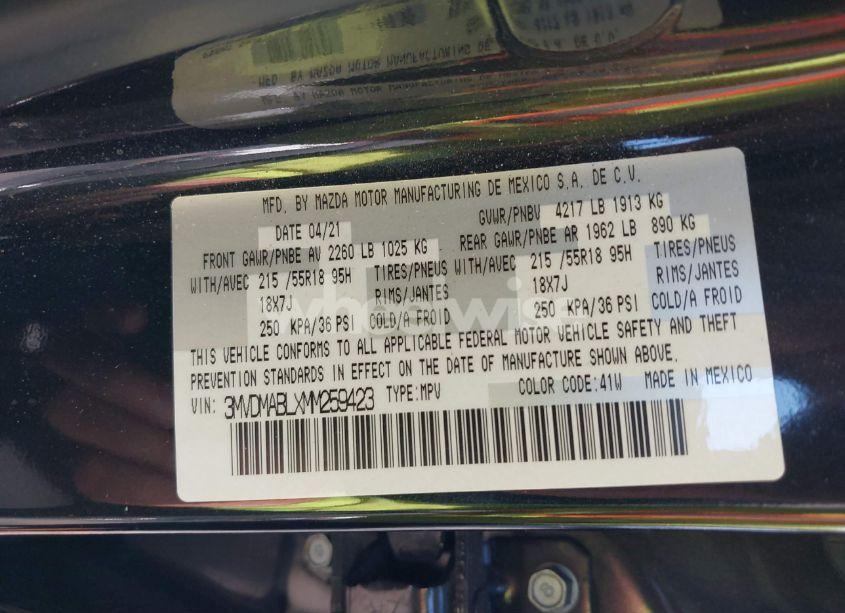 MFD. BY MAZDA MOTOR MANUFACTURING DE MEXICO S.A. DE C.V.
DATE 04/21 GVWR/PNBV 4217 LB 1913 KG
FRONT GAWR/PNBE AV 2260 LB 1025 KG REAR GAWR/PNBE AR 1962 LB 890 KG
WITH/AVEC 215 /55R18 95H TIRES/PNEUS WITH/AVEC 215 /55R18 95H TIRES/PNEUS
18X7J RIMS/JANTES 18X7J RIMS/JANTES
250 KPA/36 PSI COLD/A FROID 250 KPA/36 PSI COLD/A FROID
THIS VEHICLE CONFORMS TO ALL APPLICABLE FEDERAL MOTOR VEHICLE SAFETY AND THEFT
PREVENTION STANDARDS IN EFFECT ON THE DATE OF MANUFACTURE SHOWN ABOVE.
VIN: 3MVDMABLXMM259423 TYPE:MPV COLOR CODE:41W MADE IN MEXICO